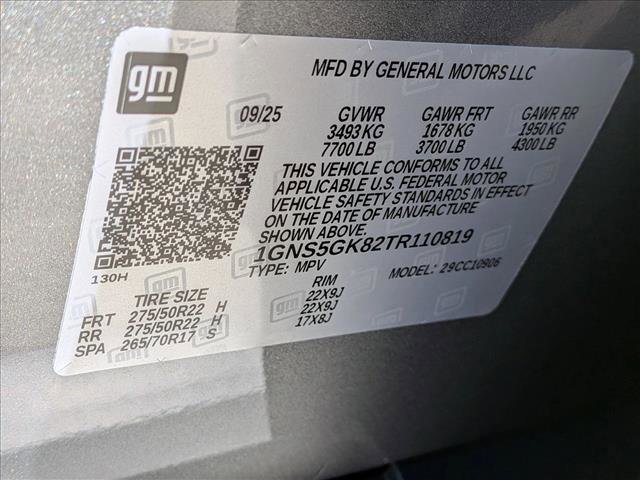 gm
MFD BY GENERAL MOTORS LLC
09/25 GVWR GAWR FRT GAWR RR
3493 KG 1678 KG 1950 KG
7700 LB 3700 LB 4300 LB
THIS VEHICLE CONFORMS TO ALL
APPLICABLE U.S. FEDERAL MOTOR
VEHICLE SAFETY STANDARDS IN EFFECT
ON THE DATE OF MANUFACTURE
SHOWN ABOVE.
1GNS5GK82TR110819
130H
TYPE: MPV MODEL: 29CC10906
TIRE SIZE RIM
FRT 275/50R22 H 22X9J
RR 275/50R22 H 22X9J
SPA 265/70R17 S 17X8J